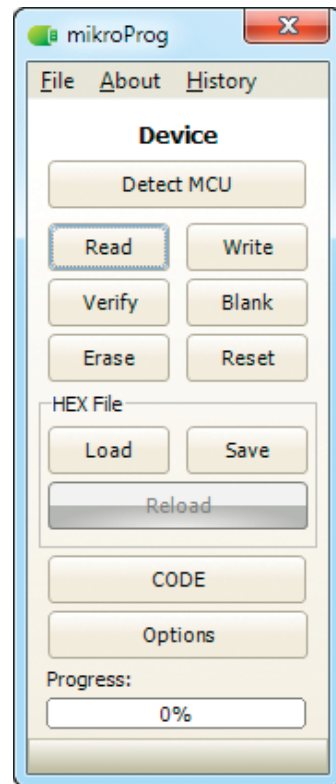 mikroProg
File About History
Device
Detect MCU
Read Write
Verify Blank
Erase Reset
HEX File
Load Save
Reload
CODE
Options
Progress:
0%